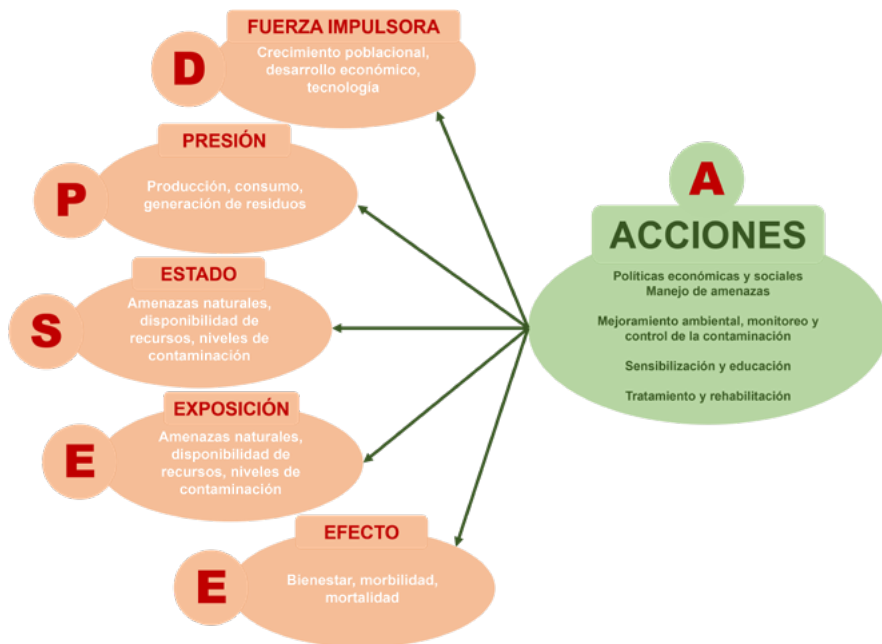 D
FUERZA IMPULSORA
Crecimiento poblacional,
desarrollo económico,
tecnología
P
PRESIÓN
Producción, consumo,
generación de residuos
S
ESTADO
Amenazas naturales,
disponibilidad de
recursos, niveles de
contaminación
E
EXPOSICIÓN
Amenazas naturales,
disponibilidad de
recursos, niveles de
contaminación
E
EFECTO
Bienestar, morbilidad,
mortalidad
A
ACCIONES
Políticas económicas y sociales
Manejo de amenazas
Mejoramiento ambiental, monitoreo y
control de la contaminación
Sensibilización y educación
Tratamiento y rehabilitación